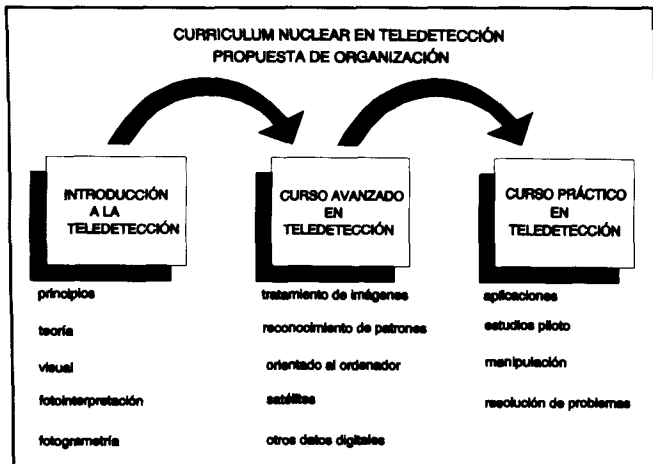 CURRICULUM NUCLEAR EN TELEDETECCIÓN
PROPUESTA DE ORGANIZACIÓN
INTRODUCCIÓN
A LA
TELEDETECCIÓN
CURSO AVANZADO
EN
TELEDETECCIÓN
CURSO PRÁCTICO
EN
TELEDETECCIÓN
principios
teoría
visual
fotointerpretación
fotogrametría
tratamiento de imágenes
reconocimiento de patrones
orientado al ordenador
satélites
otros datos digitales
aplicaciones
estudios piloto
manipulación
resolución de problemas